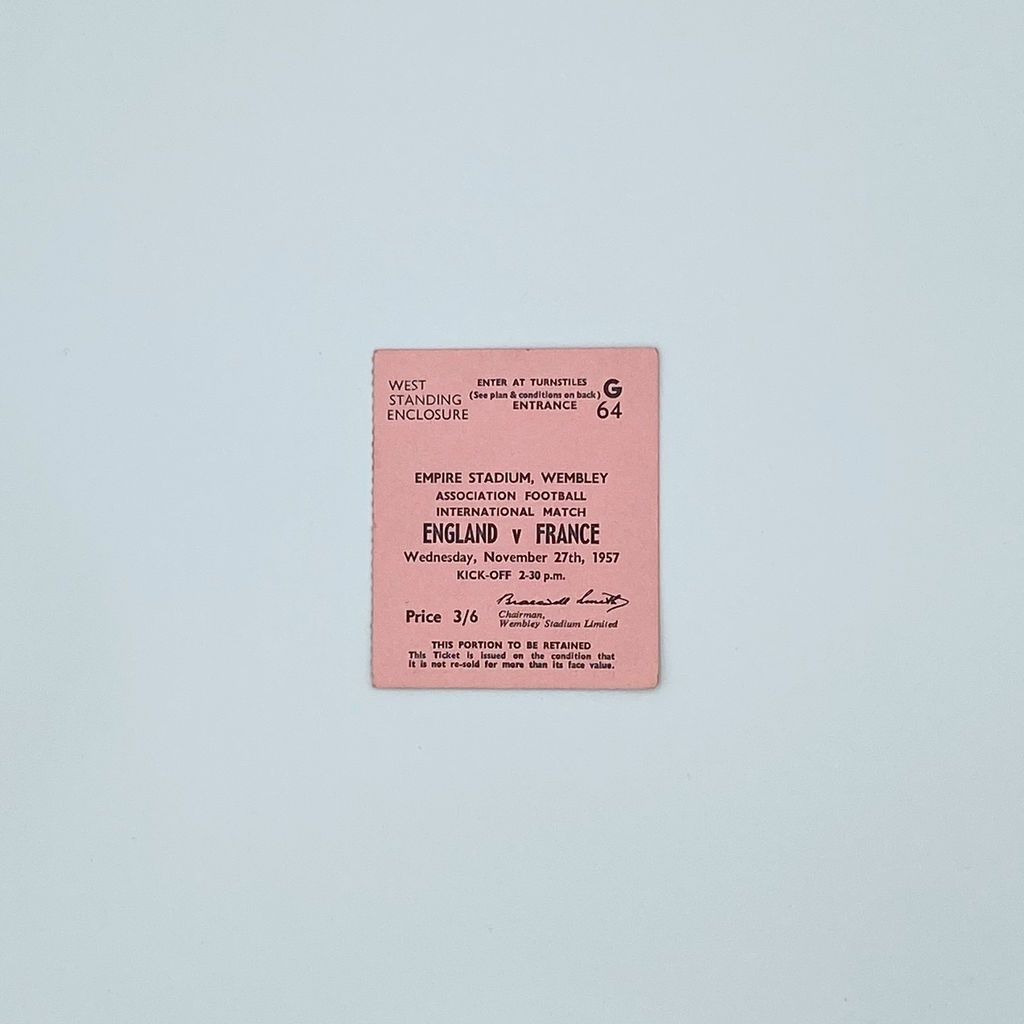 WEST
STANDING
ENCLOSURE
ENTER AT TURNSTILES G
(See plan & conditions on back)
ENTRANCE 64
EMPIRE STADIUM, WEMBLEY
ASSOCIATION FOOTBALL
INTERNATIONAL MATCH
ENGLAND v FRANCE
Wednesday, November 27th, 1957
KICK-OFF 2-30 p.m.
Price 3/6
Chairman,
Wembley Stadium Limited
THIS PORTION TO BE RETAINED
This Ticket is issued on the condition that
it is not re-sold for more than its face value.